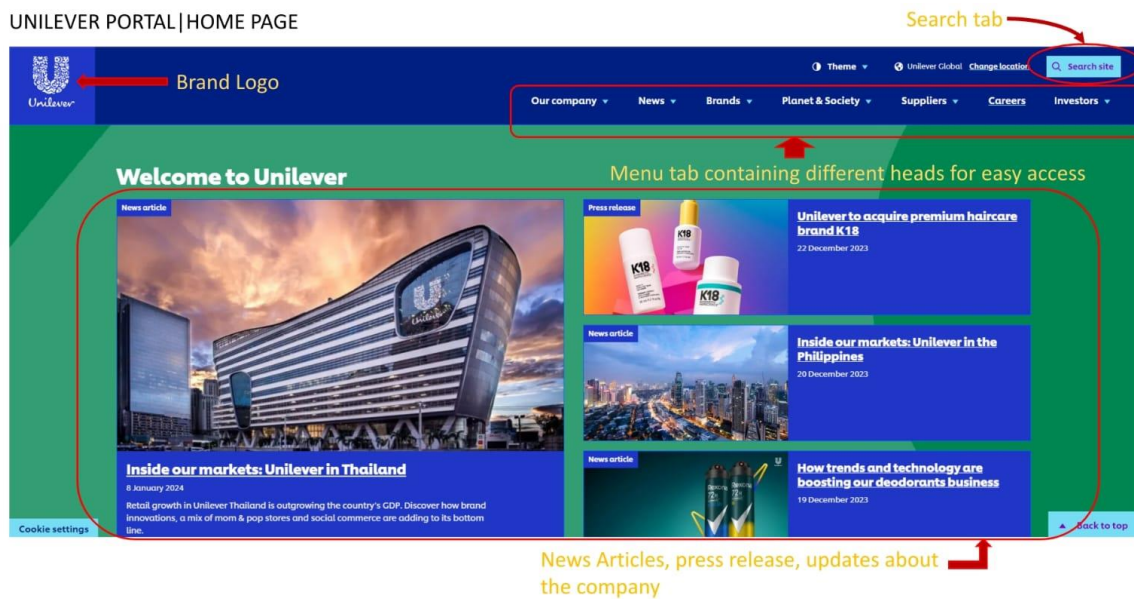 UNILEVER PORTAL|HOME PAGE
Search tab
Unilever
Brand Logo
Theme
Unilever Global Change location
Search site
Our company News Brands Planet & Society Suppliers Careers Investors
Menu tab containing different heads for easy access
Welcome to Unilever
News article
Unilever
Inside our markets: Unilever in Thailand
8 January 2024
Retail growth in Unilever Thailand is outgrowing the country's GDP. Discover how brand
innovations, a mix of mom & pop stores and social commerce are adding to its bottom
line.
Press release
K18
K18
K18
Unilever to acquire premium haircare
brand K18
22 December 2023
News article
Inside our markets: Unilever in the
Philippines
20 December 2023
News article
72h
72h
How trends and technology are
boosting our deodorants business
19 December 2023
Cookie settings
Back to top
News Articles, press release, updates about
the company